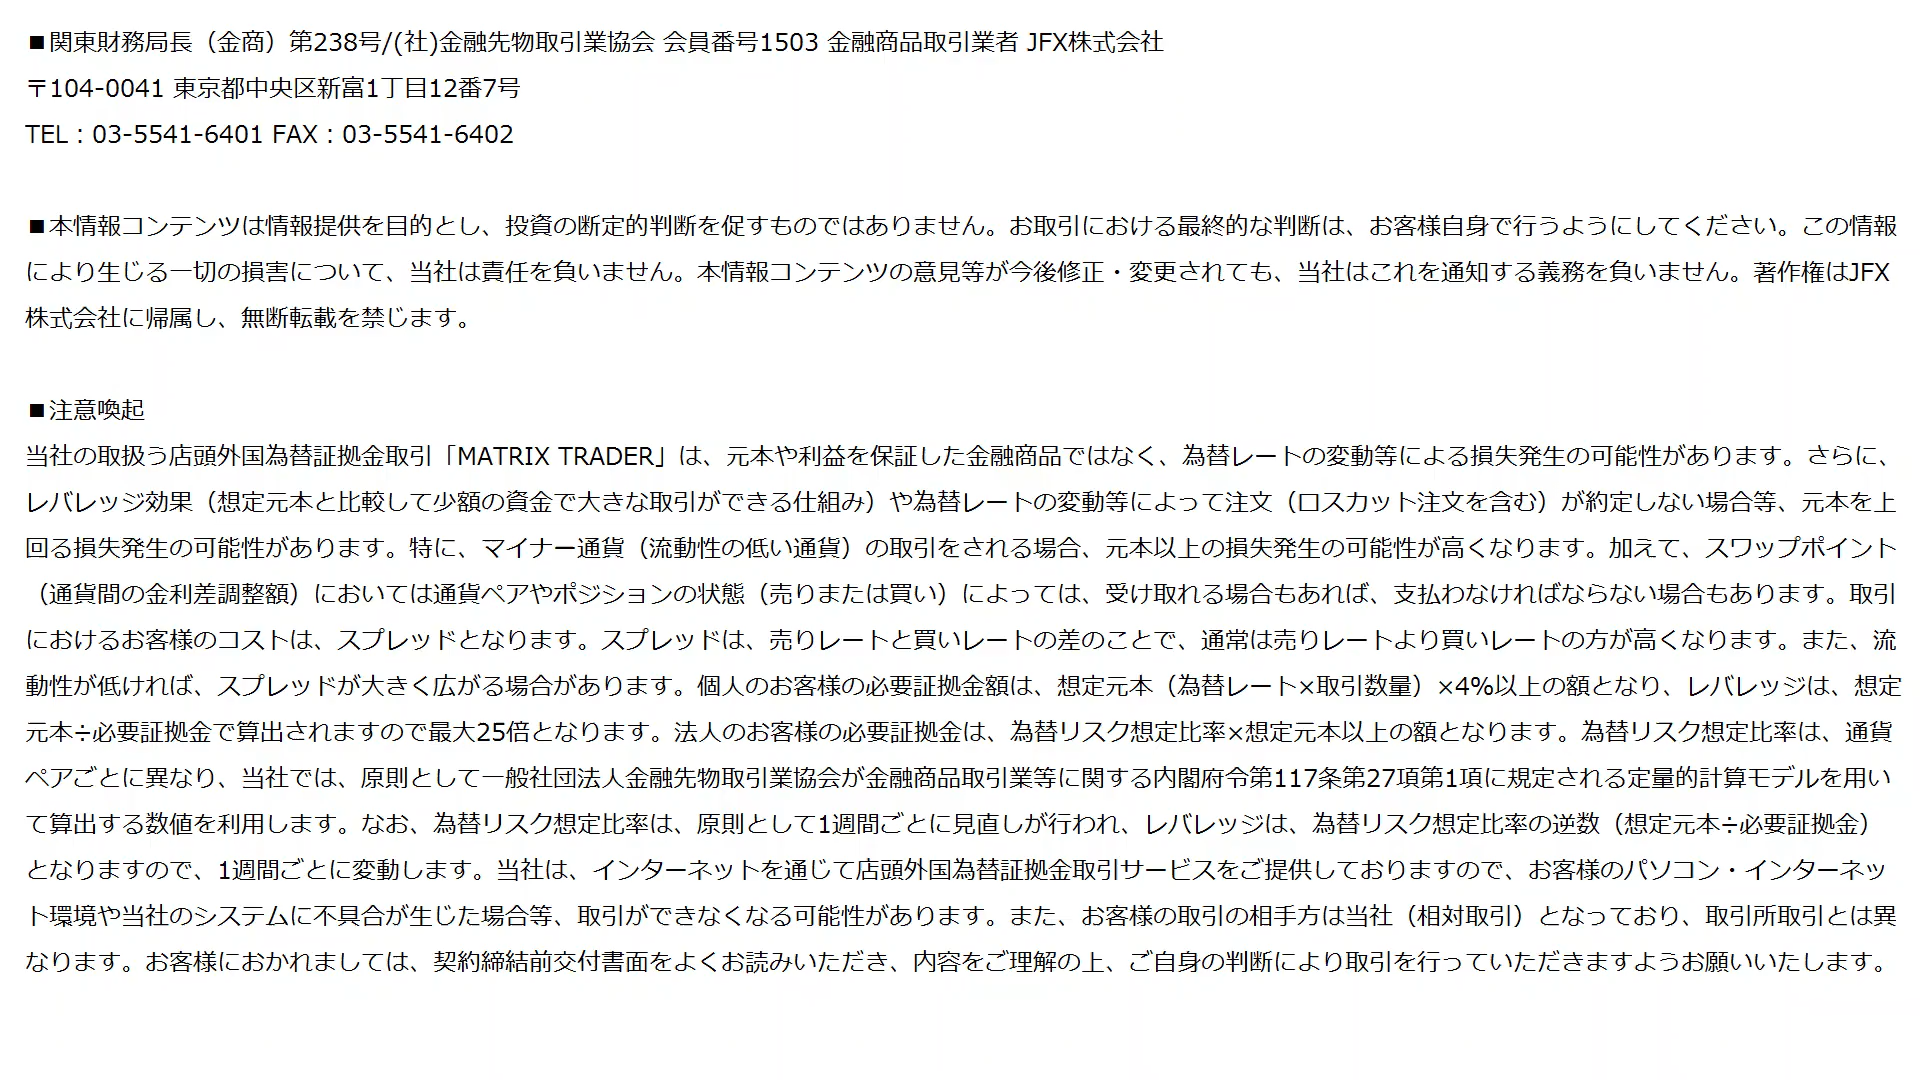 ■関東財務局長（金商）第238号/(社)金融先物取引業協会 会員番号1503 金融商品取引業者 JFX株式会社
〒104-0041 東京都中央区新富1丁目12番7号
TEL：03-5541-6401 FAX：03-5541-6402
■本情報コンテンツは情報提供を目的とし、投資の断定的判断を促すものではありません。お取引における最終的な判断は、お客様自身で行うようにしてください。この情報
により生じる一切の損害について、当社は責任を負いません。本情報コンテンツの意見等が今後修正・変更されても、当社はこれを通知する義務を負いません。著作権はJFX
株式会社に帰属し、無断転載を禁じます。
■注意喚起
当社の取扱う店頭外国為替証拠金取引「MATRIX TRADER」は、元本や利益を保証した金融商品ではなく、為替レートの変動等による損失発生の可能性があります。さらに、
レバレッジ効果（想定元本と比較して少額の資金で大きな取引ができる仕組み）や為替レートの変動等によって注文（ロスカット注文を含む）が約定しない場合等、元本を上
回る損失発生の可能性があります。特に、マイナー通貨（流動性の低い通貨）の取引をされる場合、元本以上の損失発生の可能性が高くなります。加えて、スワップポイント
（通貨間の金利差調整額）においては通貨ペアやポジションの状態（売りまたは買い）によっては、受け取れる場合もあれば、支払わなければならない場合もあります。取引
におけるお客様のコストは、スプレッドとなります。スプレッドは、売りレートと買いレートの差のことで、通常は売りレートより買いレートの方が高くなります。また、流
動性が低ければ、スプレッドが大きく広がる場合があります。個人のお客様の必要証拠金額は、想定元本（為替レート×取引数量）×4%以上の額となり、レバレッジは、想定
元本÷必要証拠金で算出されますので最大25倍となります。法人のお客様の必要証拠金は、為替リスク想定比率×想定元本以上の額となります。為替リスク想定比率は、通貨
ペアごとに異なり、当社では、原則として一般社団法人金融先物取引業協会が金融商品取引業等に関する内閣府令第117条第27項第1項に規定される定量的計算モデルを用い
て算出する数値を利用します。なお、為替リスク想定比率は、原則として1週間ごとに見直しが行われ、レバレッジは、為替リスク想定比率の逆数（想定元本÷必要証拠金）
となりますので、1週間ごとに変動します。当社は、インターネットを通じて店頭外国為替証拠金取引サービスをご提供しておりますので、お客様のパソコン・インターネッ
ト環境や当社のシステムに不具合が生じた場合等、取引ができなくなる可能性があります。また、お客様の取引の相手方は当社（相対取引）となっており、取引所取引とは異
なります。お客様におかれましては、契約締結前交付書面をよくお読みいただき、内容をご理解の上、ご自身の判断により取引を行っていただきますようお願いいたします。